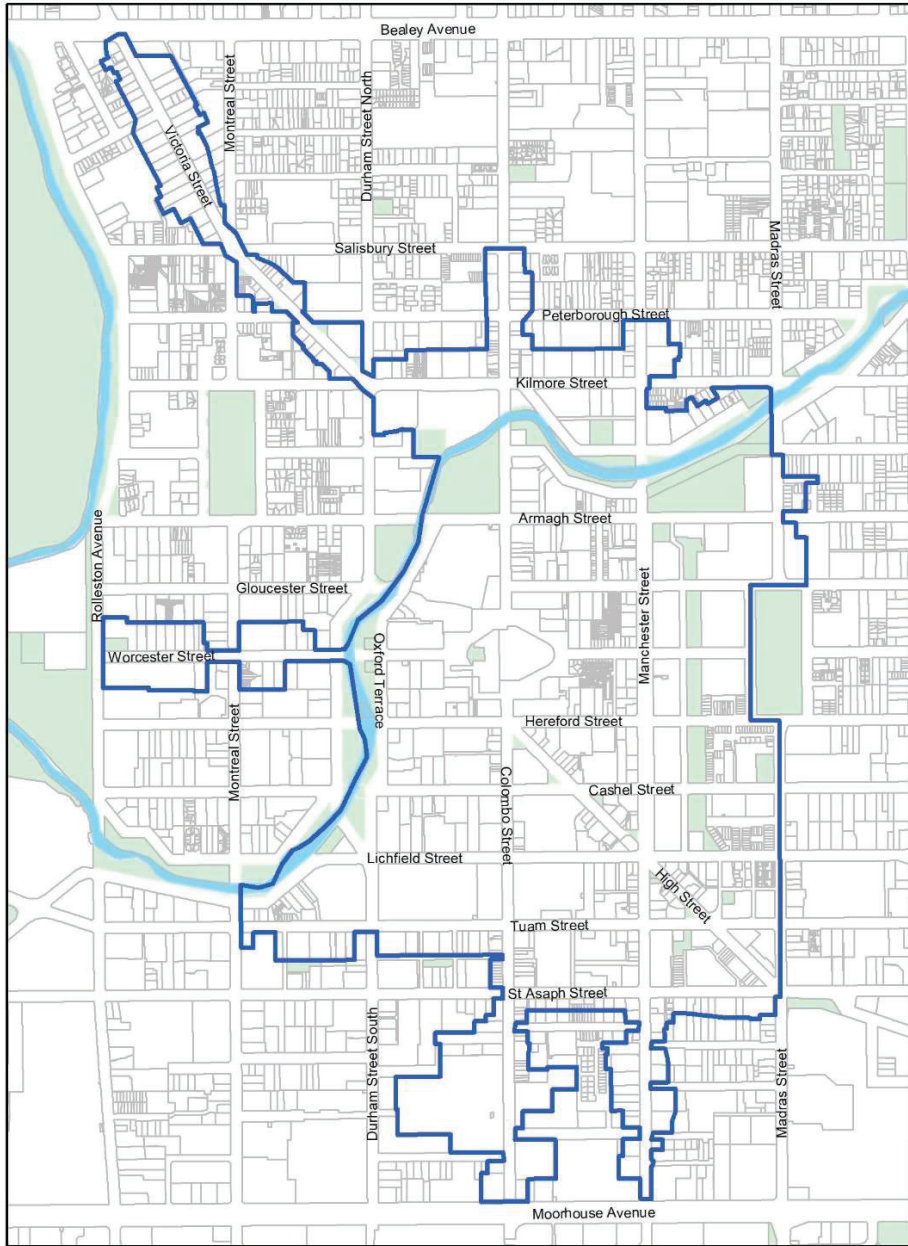 Bealey Avenue
Montreal Street
Durham Street North
Victoria Street
Salisbury Street
Madras Street
Peterborough Street
Kilmore Street
Armagh Street
Rolleston Avenue
Gloucester Street
Manchester Street
Worcester Street
Oxford Terrace
Hereford Street
Montreal Street
Colombo Street
Cashel Street
Lichfield Street
High Street
Tuam Street
St Asaph Street
Durham Street South
Madras Street
Moorhouse Avenue